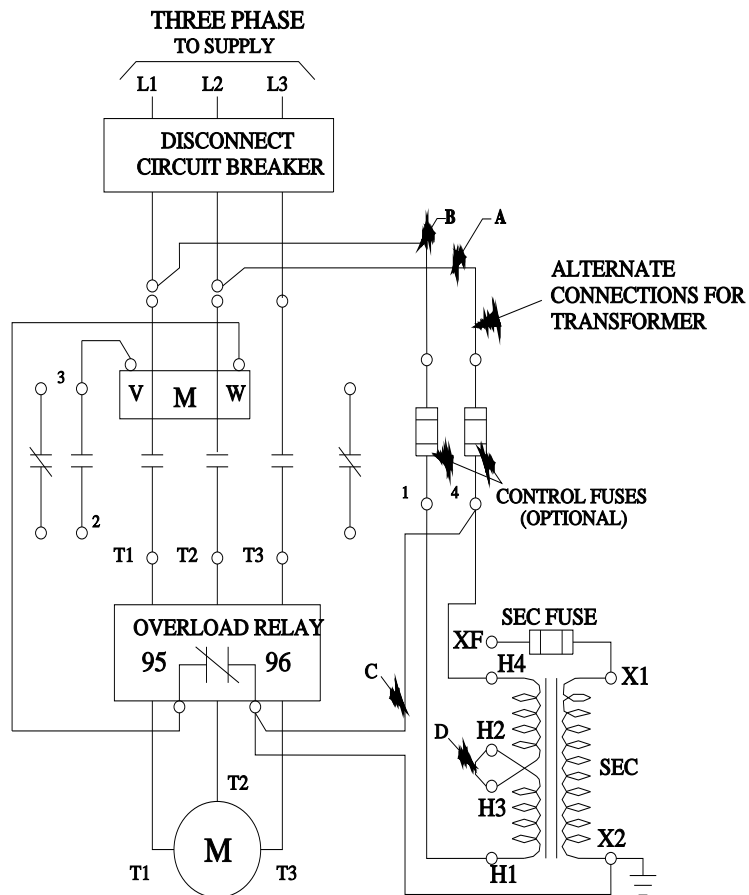 THREE PHASE
TO SUPPLY
L1 L2 L3
DISCONNECT
CIRCUIT BREAKER
B A
ALTERNATE
CONNECTIONS FOR
TRANSFORMER
3
V M W
1 4
CONTROL FUSES
(OPTIONAL)
2
T1 T2 T3
OVERLOAD RELAY
95 96
SEC FUSE
XF
H4
X1
C
D
H2
SEC
H3
T2
M
X2
T1 T3
H1